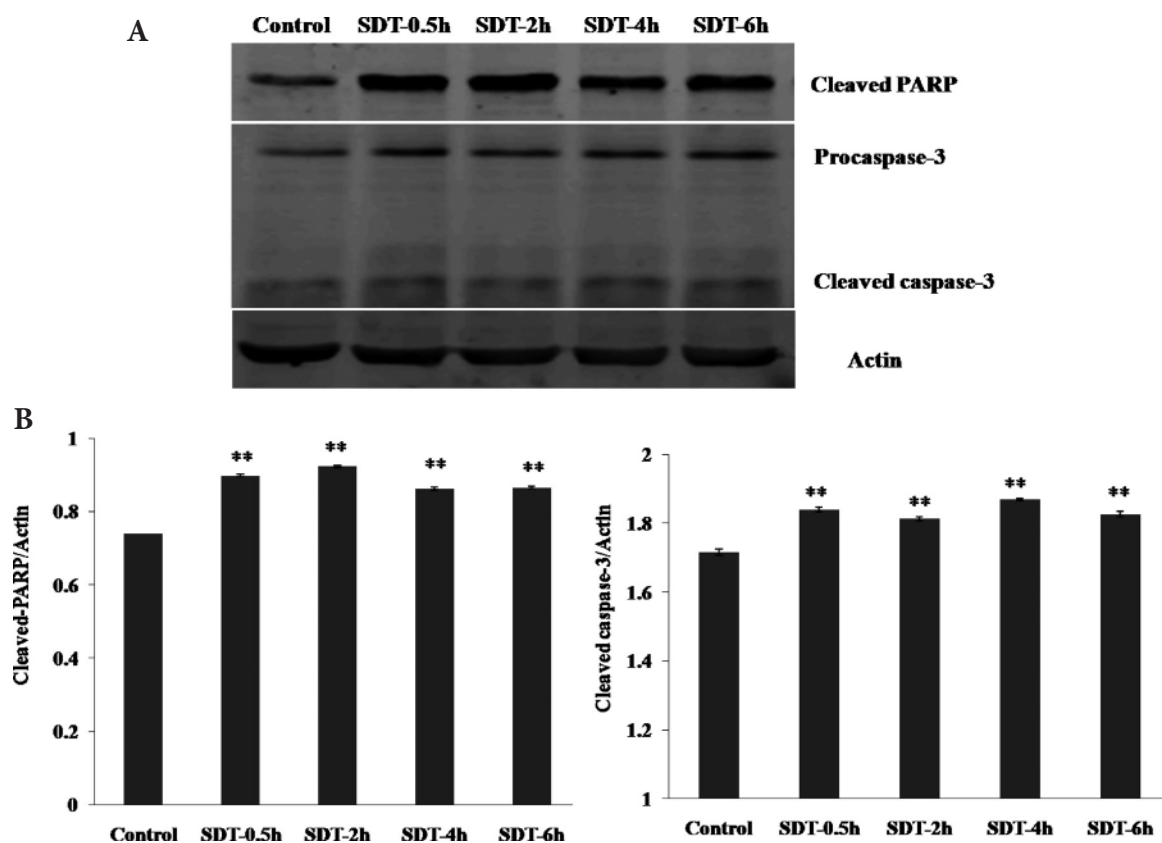 A
Control SDT-0.5h SDT-2h SDT-4h SDT-6h
Cleaved PARP
Procaspase-3
Cleaved caspase-3
Actin
B
Cleaved-PARP/Actin
1
0.8
0.6
0.4
0.2
0
** ** ** **
Control SDT-0.5h SDT-2h SDT-4h SDT-6h
Cleaved caspase-3/Actin
2
1.8
1.6
1.4
1.2
1
** ** ** **
Control SDT-0.5h SDT-2h SDT-4h SDT-6h